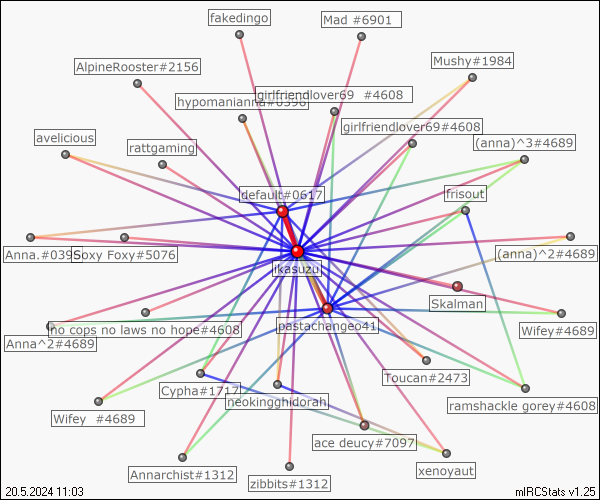 fakedingo
Mad #6901
Mushy#1984
AlpineRooster#2156
girlfriendlover69 #4608
hypomanianna#0396
girlfriendlover69#4608
avelicious
rattgaming
(anna)^3#4689
default#0617
frisout
Anna.#0395
Soxy Foxy#5076
(anna)^2#4689
ikasuzu
Skalman
no cops no laws no hope#4608
pastachangeo41
Wifey#4689
Anna^2#4689
Toucan#2473
Cypha#1717
neokingghidorah
ramshackle gorey#4608
Wifey #4689
ace deucy#7097
Annarchist#1312
xenoyaut
zibbits#1312
20.5.2024 11:03
mIRCStats v1.25